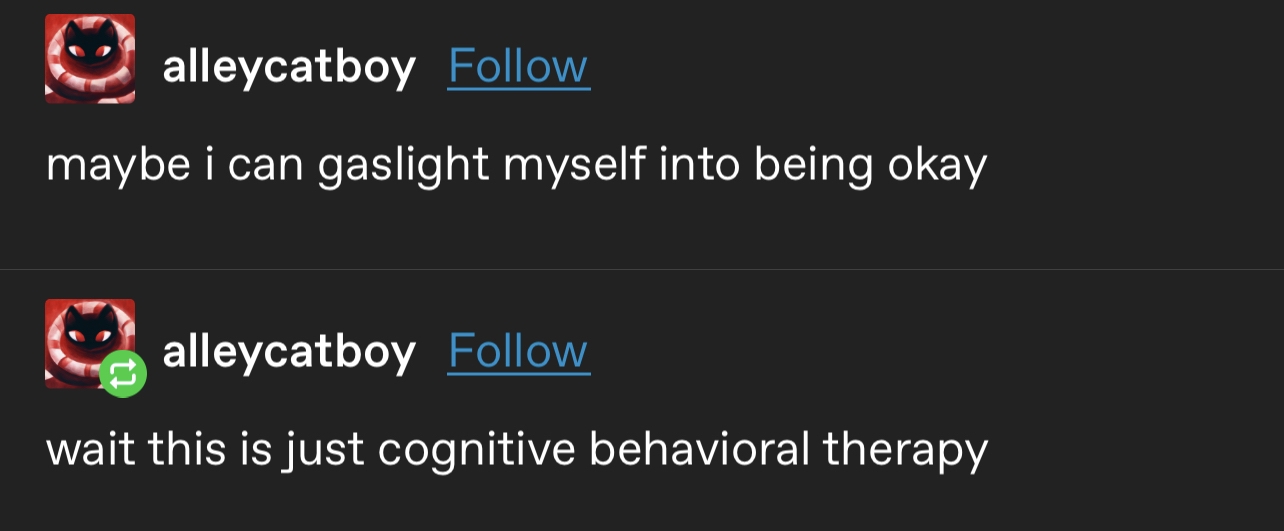 alleycatboy Follow
maybe i can gaslight myself into being okay
alleycatboy Follow
wait this is just cognitive behavioral therapy